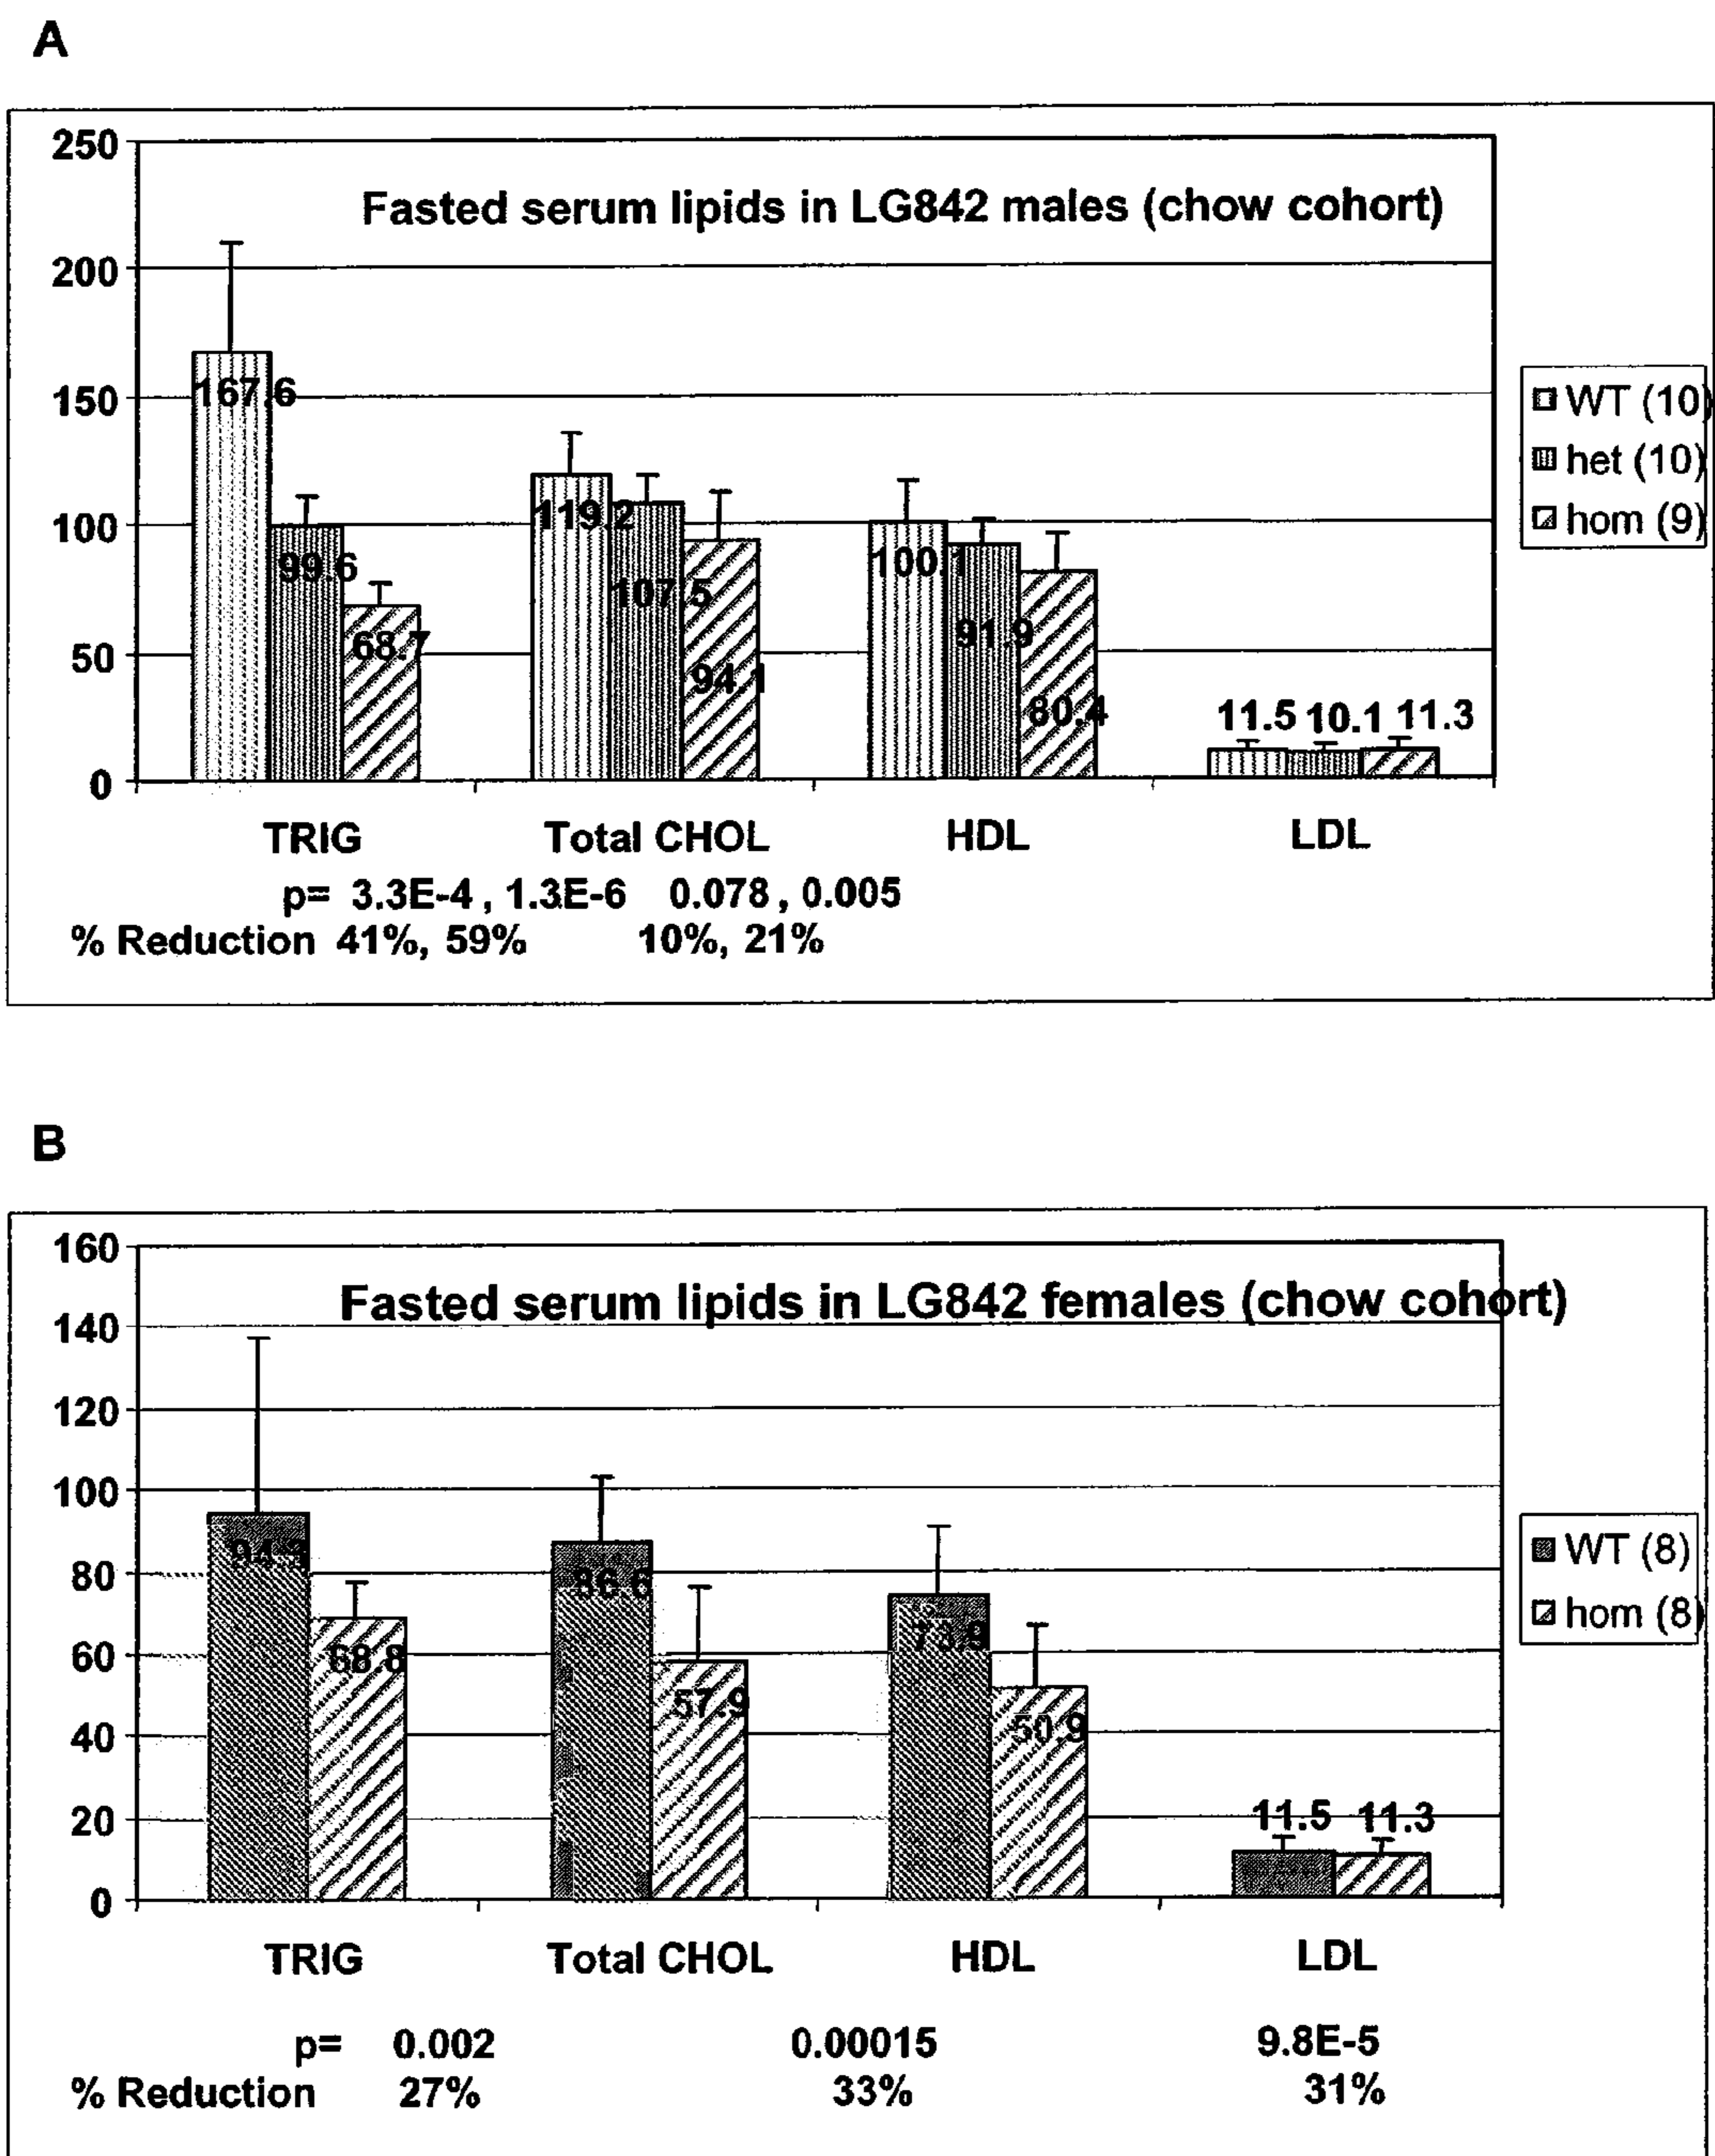 A
250
Fasted serum lipids in LG842 males (chow cohort)
200
150
100
50
0
167.6
99.6
68.7
119.2
107.5
94.1
100.1
91.9
80.4
11.5 10.1 11.3
WT (10)
het (10)
hom (9)
TRIG Total CHOL HDL LDL
p= 3.3E-4 , 1.3E-6 0.078 , 0.005
% Reduction 41%, 59% 10%, 21%
B
160
Fasted serum lipids in LG842 females (chow cohort)
140
120
100
80
60
40
20
0
68.8
86.6
57.9
73.9
50.9
11.5 11.3
WT (8)
hom (8)
TRIG Total CHOL HDL LDL
p= 0.002 0.00015 9.8E-5
% Reduction 27% 33% 31%